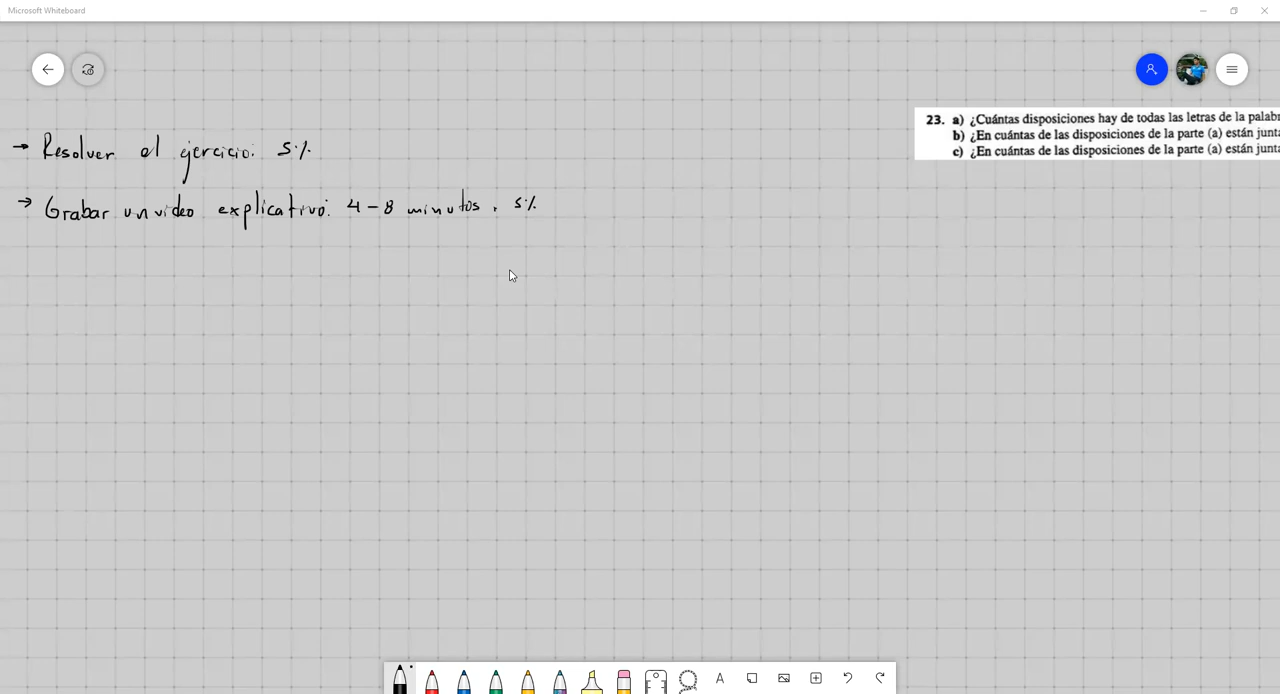 Microsoft Whiteboard
→ Resolver el ejercicio: 5%
→ Grabar un video explicativo: 4-8 minutos. 5%
23. a) ¿Cuántas disposiciones hay de todas las letras de la
b) ¿En cuántas de las disposiciones de la parte (a) están
c) ¿En cuántas de las disposiciones de la parte (a) están